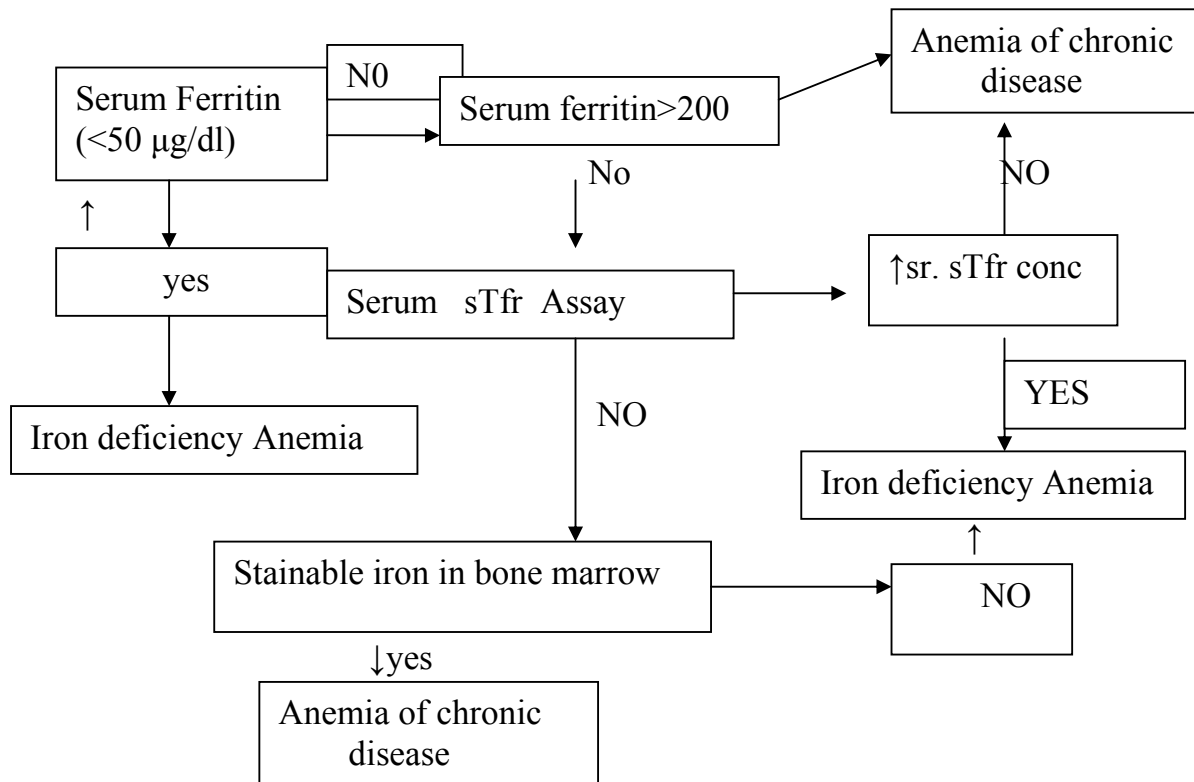 N0
Anemia of chronic
disease
Serum Ferritin
(<50 μg/dl)
Serum ferritin>200
No
NO
↑
yes
↑sr. sTfr conc
Serum sTfr Assay
YES
NO
Iron deficiency Anemia
Iron deficiency Anemia
↑
Stainable iron in bone marrow
NO
↓yes
Anemia of chronic
disease